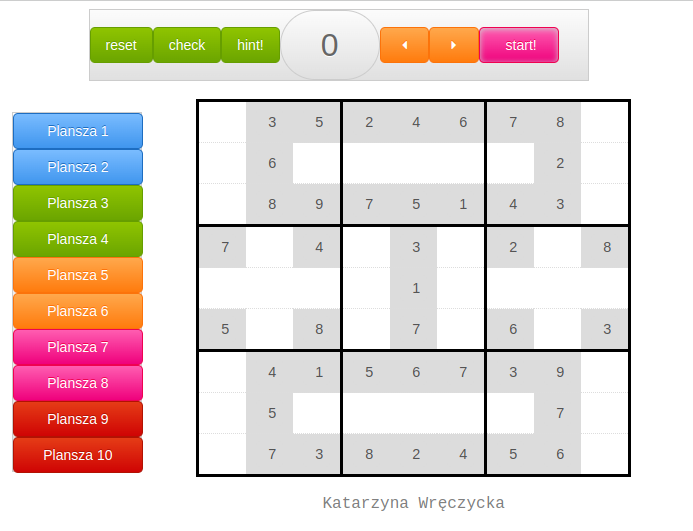 reset check hint! 0 start!
Plansza 1
Plansza 2
Plansza 3
Plansza 4
Plansza 5
Plansza 6
Plansza 7
Plansza 8
Plansza 9
Plansza 10
3 5 2 4 6 7 8
6 2
8 9 7 5 1 4 3
7 4 3 2 8
1
5 8 7 6 3
4 1 5 6 7 3 9
5 7
7 3 8 2 4 5 6
Katarzyna Wręczycka